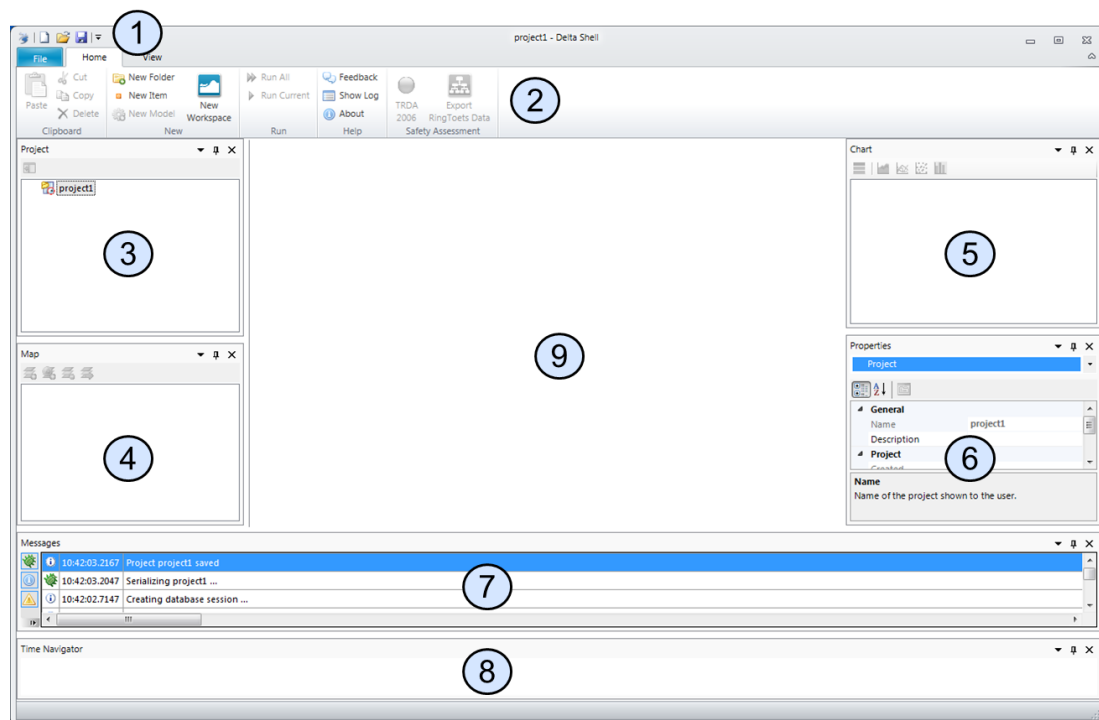 1
project1 - Delta Shell
File Home View
Paste
Cut
Copy
Delete
Clipboard
New Folder
New Item
New Model
New
Workspace
New
Run All
Run Current
Run
Feedback
Show Log
About
Help
TRDA
2006
Export
RingToets Data
Safety Assessment
2
Project
project1
3
Map
4
9
Chart
5
Properties
Project
General
Name project1
Description
Project
Created
6
Name
Name of the project shown to the user.
Messages
10:42:03.2167 Project project1 saved
10:42:03.2047 Serializing project1 ...
10:42:02.7147 Creating database session ...
7
Time Navigator
8